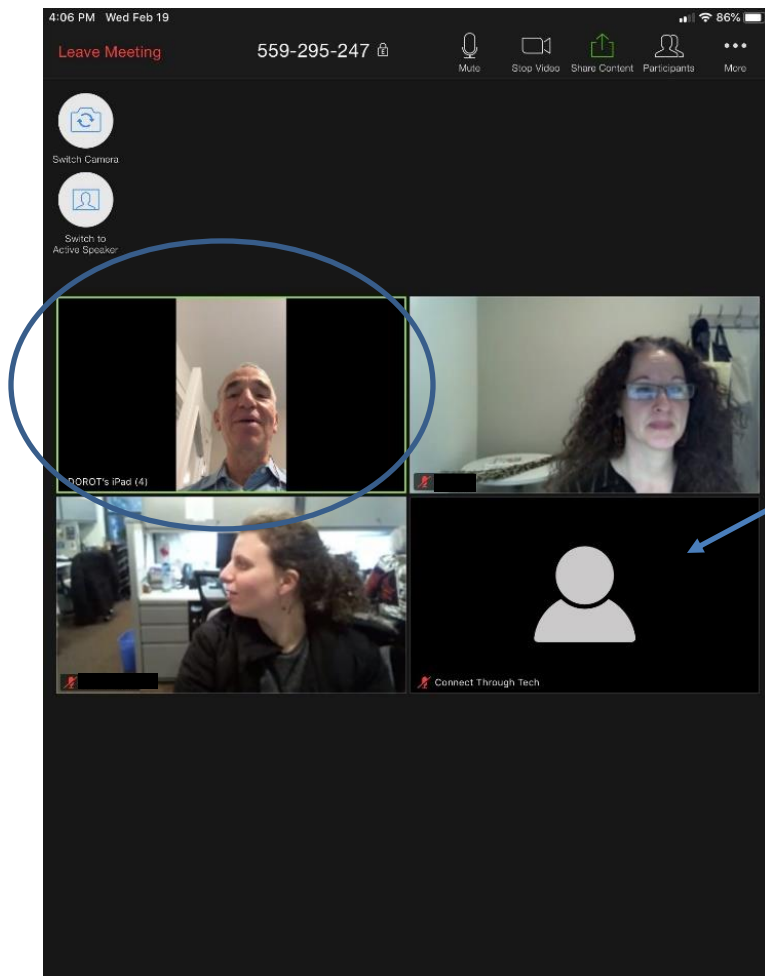 4:06 PM Wed Feb 19
86%
Leave Meeting
559-295-247
Mute
Stop Video
Share Content
Participants
More
Switch Camera
Switch to
Active Speaker
DOROT's iPad (4)
Connect Through Tech